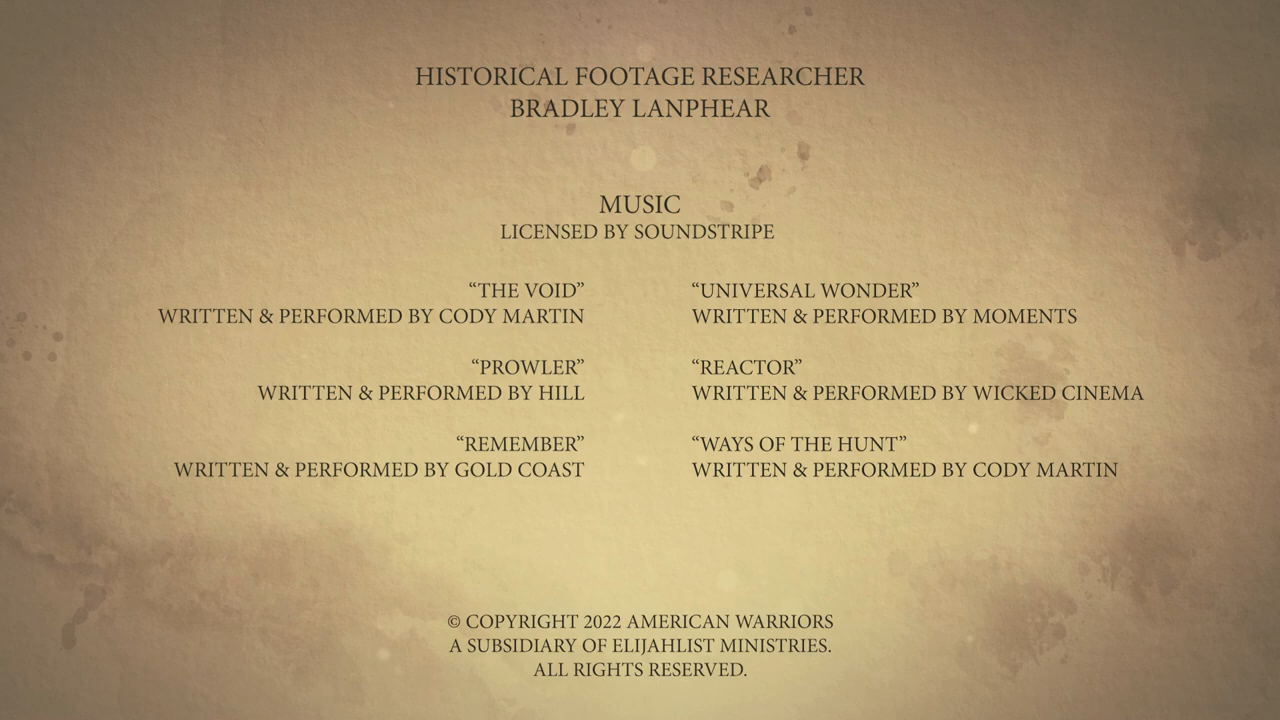 HISTORICAL FOOTAGE RESEARCHER
BRADLEY LANPHEAR
MUSIC
LICENSED BY SOUNDSTRIPE
“THE VOID”
WRITTEN & PERFORMED BY CODY MARTIN
“UNIVERSAL WONDER”
WRITTEN & PERFORMED BY MOMENTS
“PROWLER”
WRITTEN & PERFORMED BY HILL
“REACTOR”
WRITTEN & PERFORMED BY WICKED CINEMA
“REMEMBER”
WRITTEN & PERFORMED BY GOLD COAST
“WAYS OF THE HUNT”
WRITTEN & PERFORMED BY CODY MARTIN
© COPYRIGHT 2022 AMERICAN WARRIORS
A SUBSIDIARY OF ELIJAHLIST MINISTRIES.
ALL RIGHTS RESERVED.